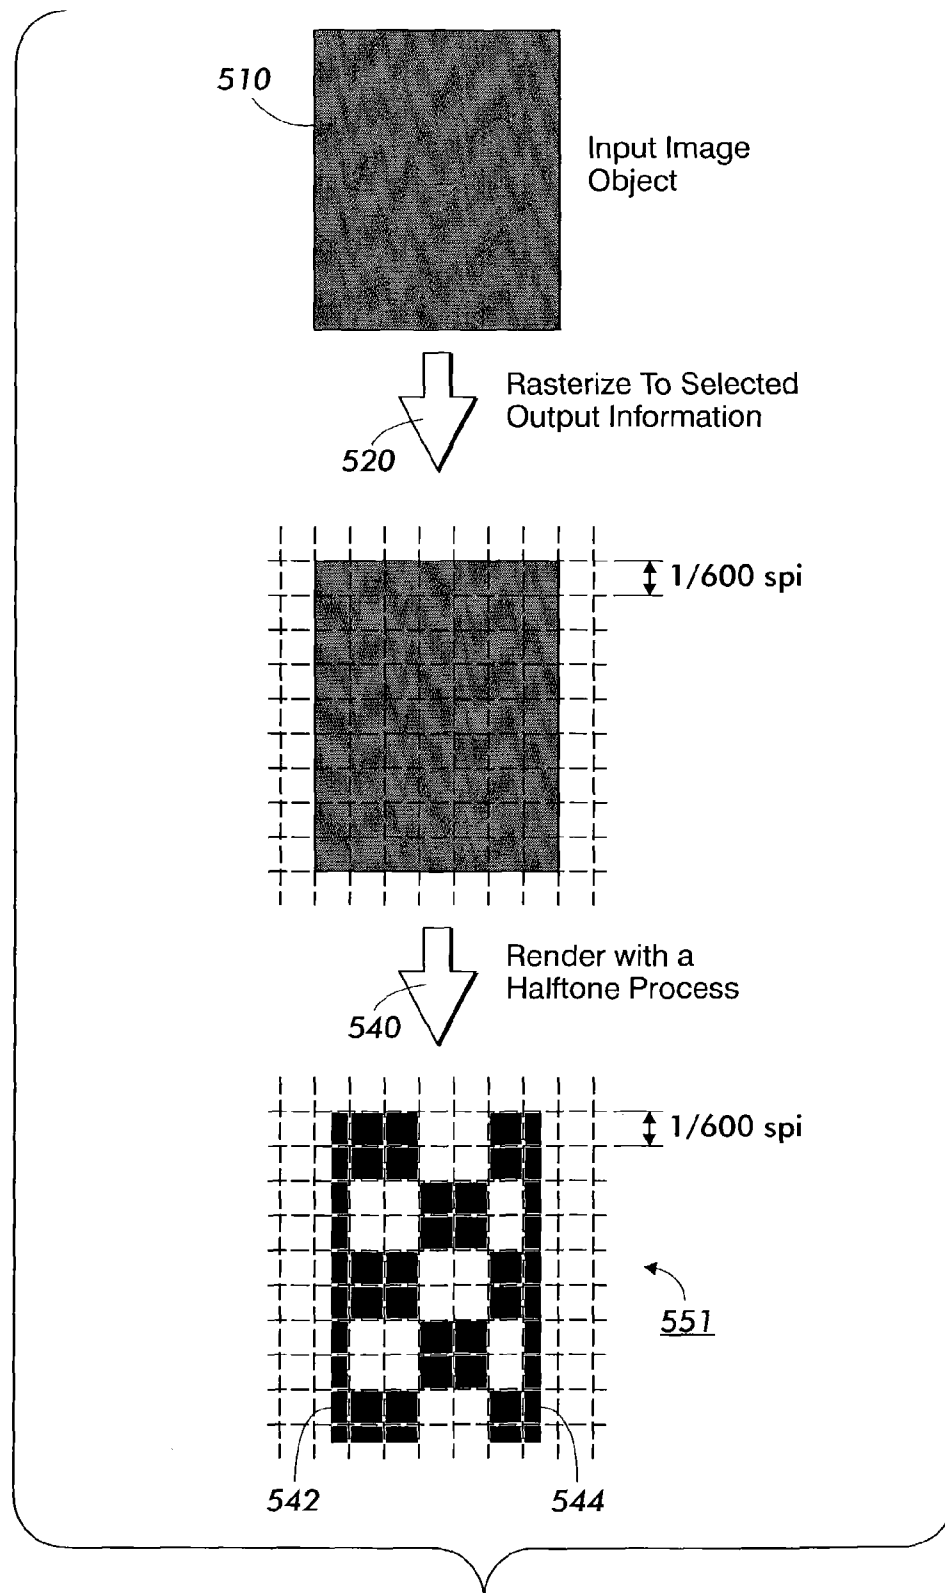 510
Input Image
Object
Rasterize To Selected
Output Information
520
1/600 spi
Render with a
Halftone Process
540
1/600 spi
551
542
544